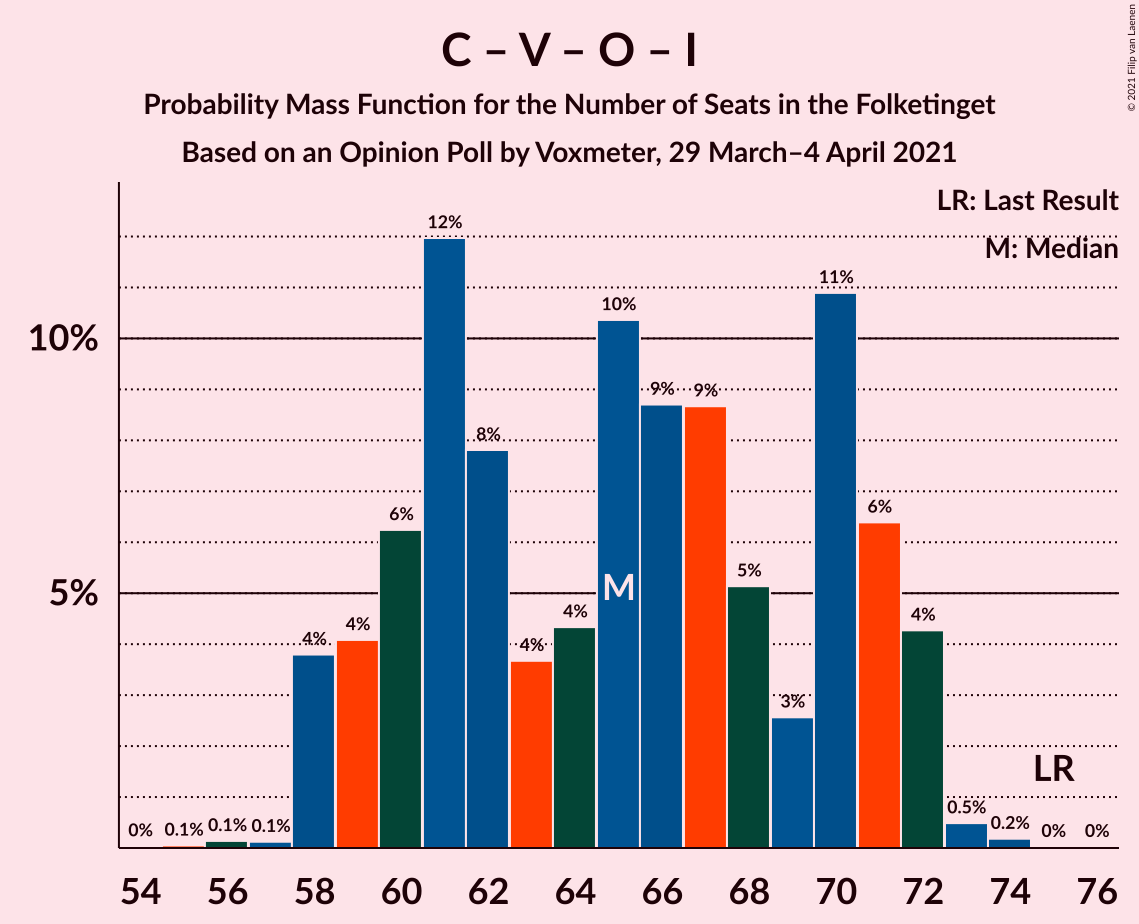 C – V – O – I
Probability Mass Function for the Number of Seats in the Folketinget
Based on an Opinion Poll by Voxmeter, 29 March–4 April 2021
© 2021 Filip van Laenen
LR: Last Result
M: Median
10%
5%
0%
0.1%
0.1%
0.1%
4%
4%
6%
12%
8%
4%
4%
10%
9%
9%
5%
3%
11%
6%
4%
0.5%
0.2%
0%
0%
M
LR
54 56 58 60 62 64 66 68 70 72 74 76